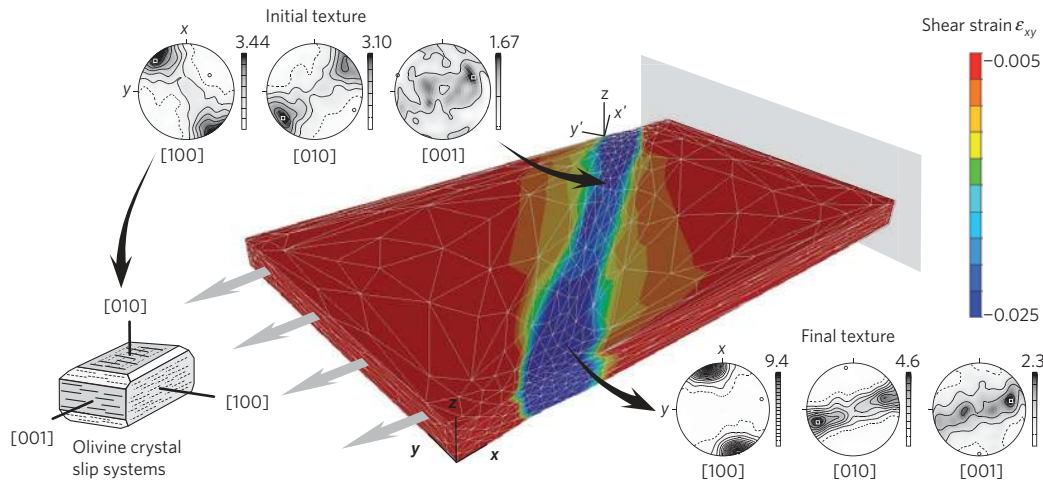 Initial texture
x
y
3.44
3.10
1.67
[100]
[010]
[001]
Shear strain εxy
−0.005
−0.025
z
x′
y′
[010]
[100]
[001]
Olivine crystal
slip systems
z
y
x
Final texture
x
y
9.4
4.6
2.3
[100]
[010]
[001]